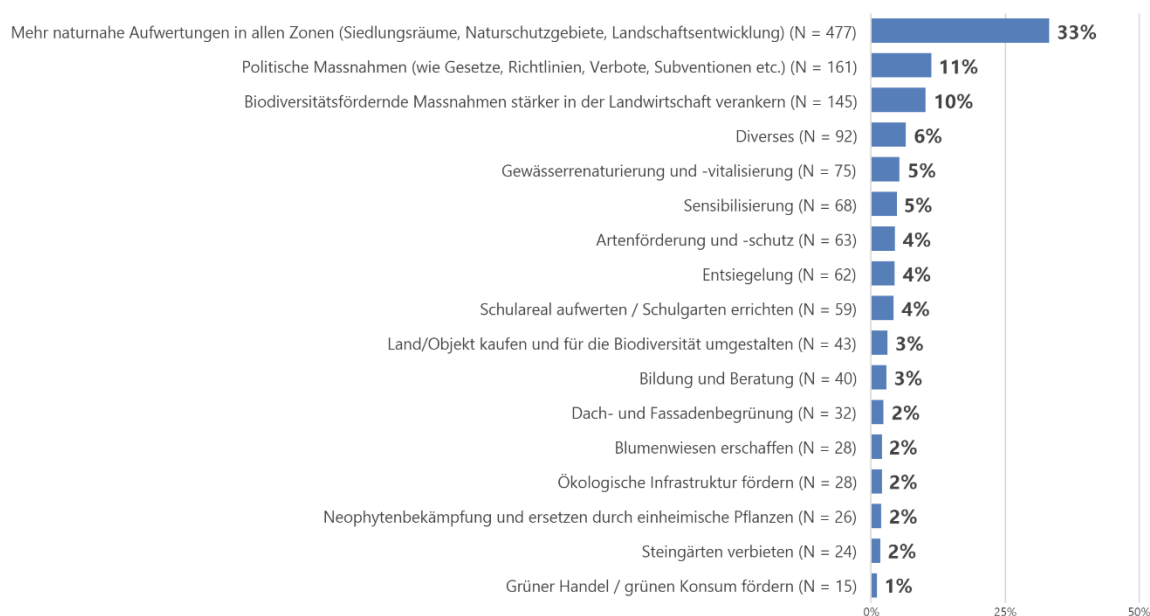 Mehr naturnahe Aufwertungen in allen Zonen (Siedlungsräume, Naturschutzgebiete, Landschaftsentwicklung) (N = 477) 33%
Politische Massnahmen (wie Gesetze, Richtlinien, Verbote, Subventionen etc.) (N = 161) 11%
Biodiversitätsfördernde Massnahmen stärker in der Landwirtschaft verankern (N = 145) 10%
Diverses (N = 92) 6%
Gewässerrenaturierung und -vitalisierung (N = 75) 5%
Sensibilisierung (N = 68) 5%
Artenförderung und -schutz (N = 63) 4%
Entsiegelung (N = 62) 4%
Schulareal aufwerten / Schulgarten errichten (N = 59) 4%
Land/Objekt kaufen und für die Biodiversität umgestalten (N = 43) 3%
Bildung und Beratung (N = 40) 3%
Dach- und Fassadenbegrünung (N = 32) 2%
Blumenwiesen erschaffen (N = 28) 2%
Ökologische Infrastruktur fördern (N = 28) 2%
Neophytenbekämpfung und ersetzen durch einheimische Pflanzen (N = 26) 2%
Steingärten verbieten (N = 24) 2%
Grüner Handel / grünen Konsum fördern (N = 15) 1%
0% 25% 50%